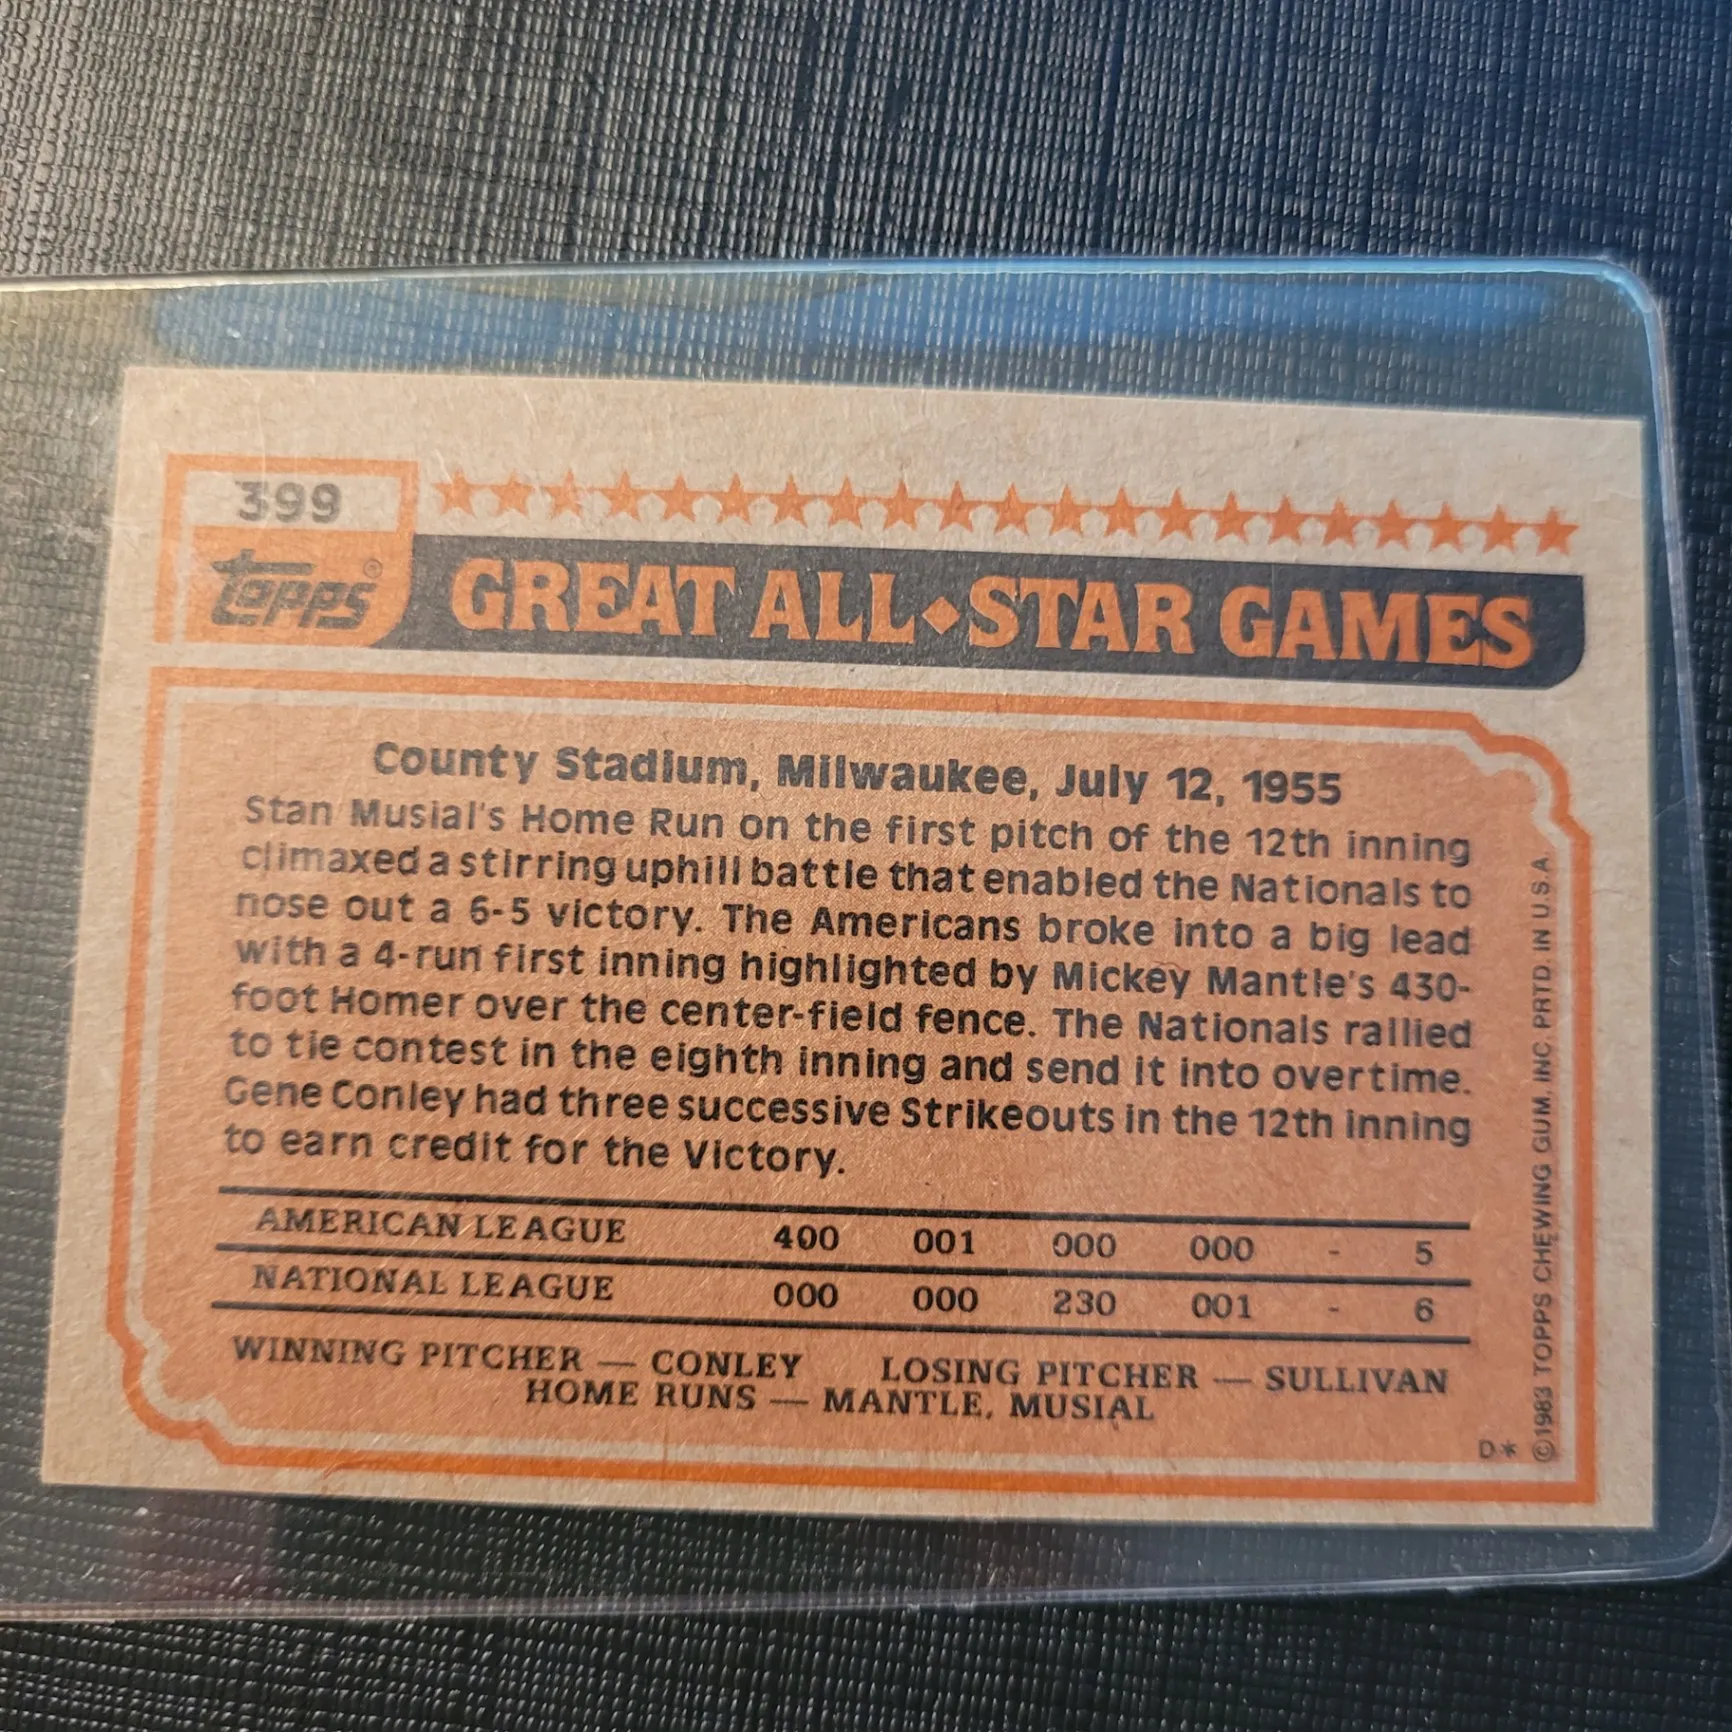 399
topps®
GREAT ALL◆STAR GAMES
County Stadium, Milwaukee, July 12, 1955
Stan Musial's Home Run on the first pitch of the 12th inning
climaxed a stirring uphill battle that enabled the Nationals to
nose out a 6-5 victory. The Americans broke into a big lead
with a 4-run first inning highlighted by Mickey Mantle's 430-
foot Homer over the center-field fence. The Nationals rallied
to tie contest in the eighth inning and send it into overtime.
Gene Conley had three successive Strikeouts in the 12th inning
to earn credit for the Victory.
AMERICAN LEAGUE 400 001 000 000 - 5
NATIONAL LEAGUE 000 000 230 001 - 6
WINNING PITCHER — CONLEY LOSING PITCHER — SULLIVAN
HOME RUNS — MANTLE, MUSIAL
D*
©1983 TOPPS CHEWING GUM, INC. PRTD. IN U.S.A.